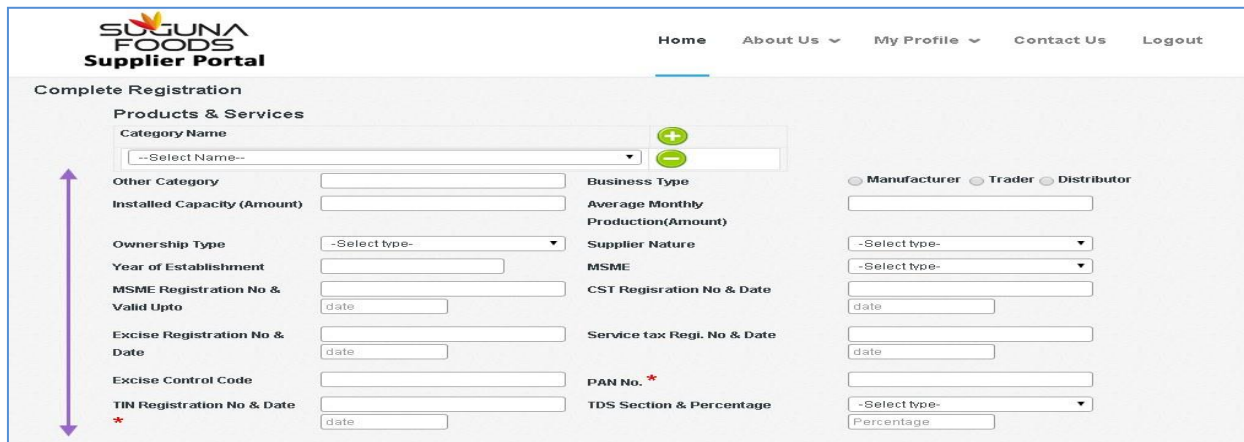 SUGUNA
FOODS
Supplier Portal
Home About Us My Profile Contact Us Logout
Complete Registration
Products & Services
Category Name
--Select Name--
Other Category Business Type Manufacturer Trader Distributor
Installed Capacity (Amount) Average Monthly
Production(Amount)
Ownership Type -Select type- Supplier Nature -Select type-
Year of Establishment MSME -Select type-
MSME Registration No & CST Regisration No & Date
Valid Upto date date
Excise Registration No & Service tax Regi. No & Date
Date date date
Excise Control Code PAN No. *
TIN Registration No & Date TDS Section & Percentage -Select type-
* date Percentage